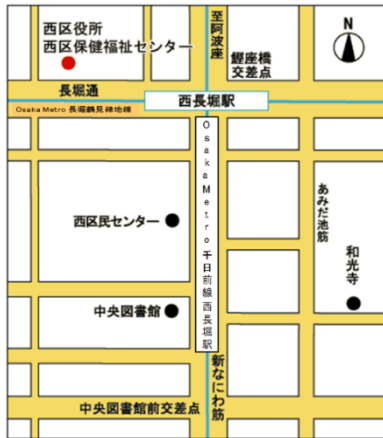 西区役所
西区保健福祉センター
至阿波座
鰹座橋
交差点
N
長堀通
西長堀駅
Osaka Metro 長堀鶴見緑地線
Osaka Metro 千日前線 西長堀駅
あみだ池筋
西区民センター
和光寺
中央図書館
新なにわ筋
中央図書館前交差点